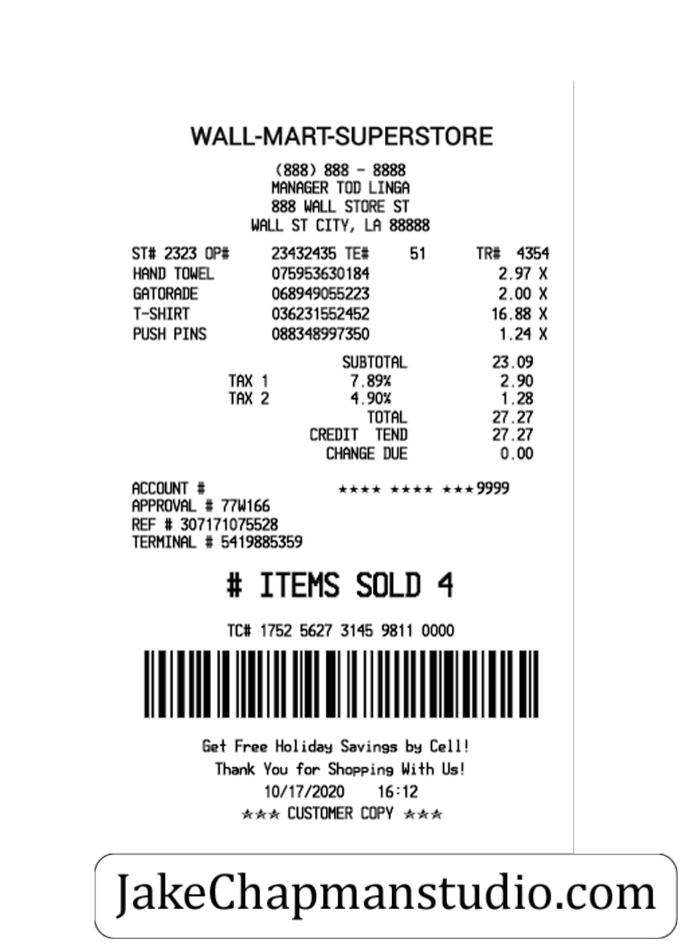 WALL-MART-SUPERSTORE
(888) 888 - 8888
MANAGER TOD LINGA
888 WALL STORE ST
WALL ST CITY, LA 88888
ST# 2323 OP# 23432435 TE# 51 TR# 4354
HAND TOWEL 075953630184 2.97 X
GATORADE 068949055223 2.00 X
T-SHIRT 036231552452 16.88 X
PUSH PINS 088348997350 1.24 X
SUBTOTAL 23.09
TAX 1 7.89% 2.90
TAX 2 4.90% 1.28
TOTAL 27.27
CREDIT TEND 27.27
CHANGE DUE 0.00
ACCOUNT # ★★★★ ★★★★ ★★★9999
APPROVAL # 77W166
REF # 307171075528
TERMINAL # 5419885359
# ITEMS SOLD 4
TC# 1752 5627 3145 9811 0000
Get Free Holiday Savings by Cell!
Thank You for Shopping With Us!
10/17/2020 16:12
★★★ CUSTOMER COPY ★★★
JakeChapmanstudio.com